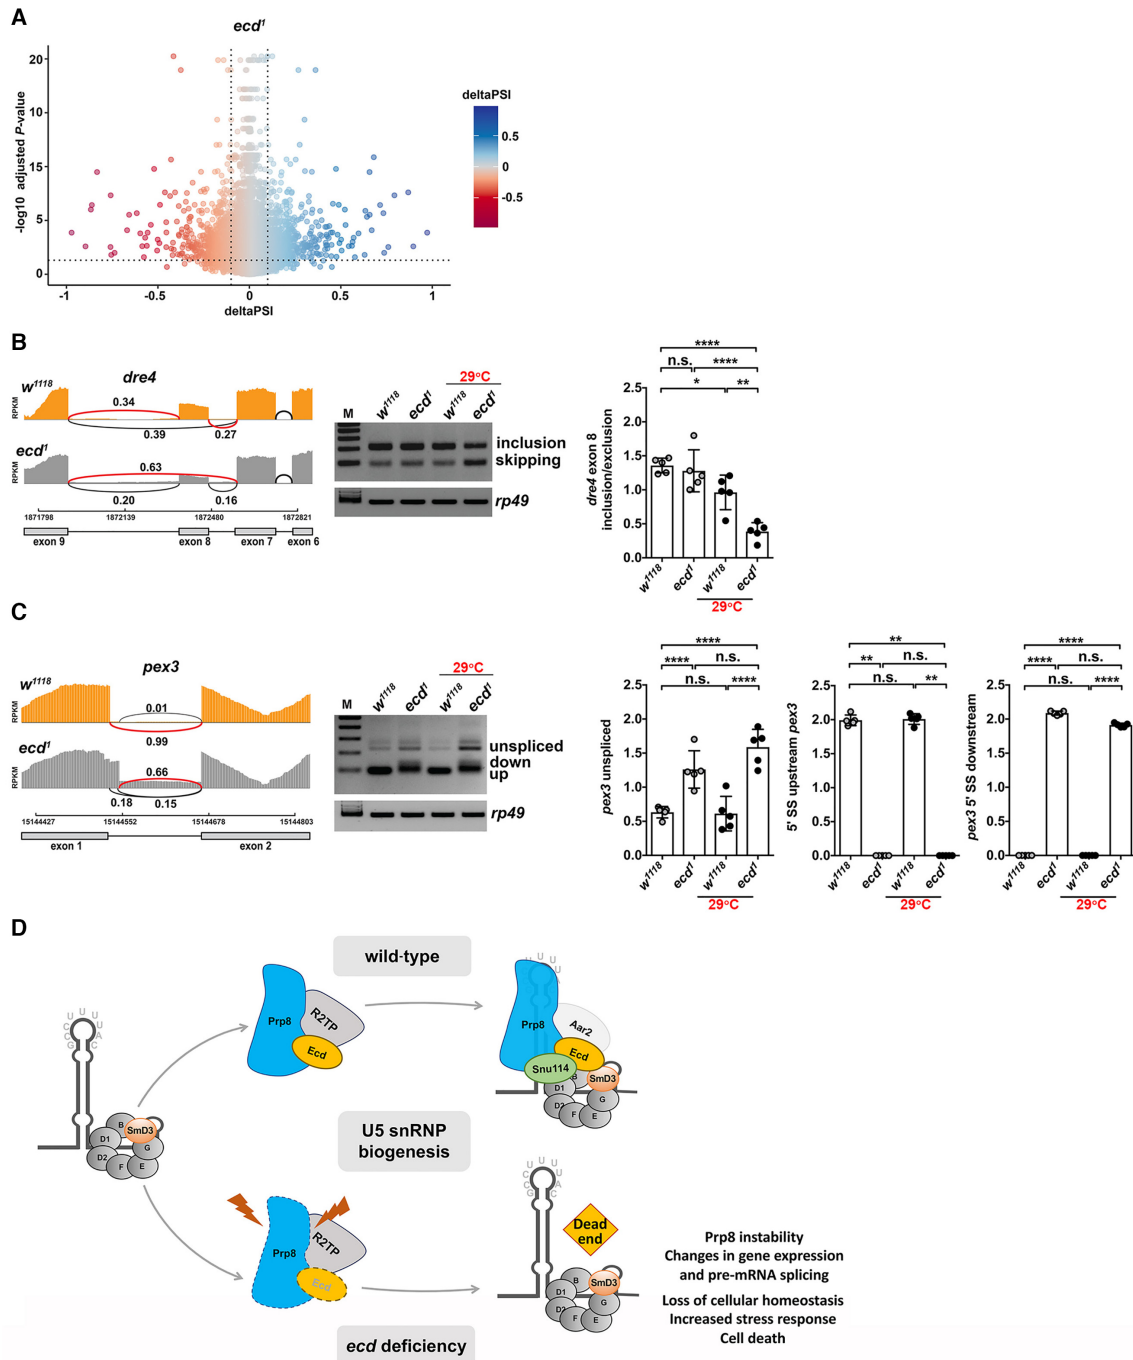 A
ecd1
20
10
15
5
0
-log10 adjusted P-value
-1
-0.5
0
0.5
1
deltaPSI
deltaPSI
0.5
0
-0.5
B
w1118
dre4
RPKM
0.34
0.39
0.27
ecd1
RPKM
0.63
0.20
0.16
1871798
1872139
1872480
1872821
exon 9
exon 8
exon 7
exon 6
29°C
M
w1118
ecd1
w1118
ecd1
inclusion
skipping
rp49
****
n.s.
****
*
**
dre4 exon 8
inclusion/exclusion
2.5
2.0
1.5
1.0
0.5
0.0
w1118
ecd1
w1118
ecd1
29°C
C
w1118
pex3
RPKM
0.01
0.99
ecd1
RPKM
0.66
0.18
0.15
15144427
15144552
15144678
15144803
exon 1
exon 2
29°C
M
w1118
ecd1
w1118
ecd1
unspliced
down
up
rp49
****
****
n.s.
n.s.
****
pex3 unspliced
2.5
2.0
1.5
1.0
0.5
0.0
w1118
ecd1
w1118
ecd1
29°C
**
**
n.s.
n.s.
**
5' SS upstream pex3
2.5
2.0
1.5
1.0
0.5
0.0
w1118
ecd1
w1118
ecd1
29°C
****
****
n.s.
n.s.
****
pex3 5' SS downstream
2.5
2.0
1.5
1.0
0.5
0.0
w1118
ecd1
w1118
ecd1
29°C
D
wild-type
U5 snRNP
biogenesis
ecd deficiency
G C C U U U U A C
B
SmD3
D1
G
D2
F
E
Prp8
R2TP
Ecd
U U U U A
Prp8
Aar2
Ecd
Snu114
B
SmD3
D1
G
D2
F
E
Prp8
R2TP
Ecd
G C C U U U U A C
Dead
end
B
SmD3
D1
G
D2
F
E
Prp8 instability
Changes in gene expression
and pre-mRNA splicing
Loss of cellular homeostasis
Increased stress response
Cell death